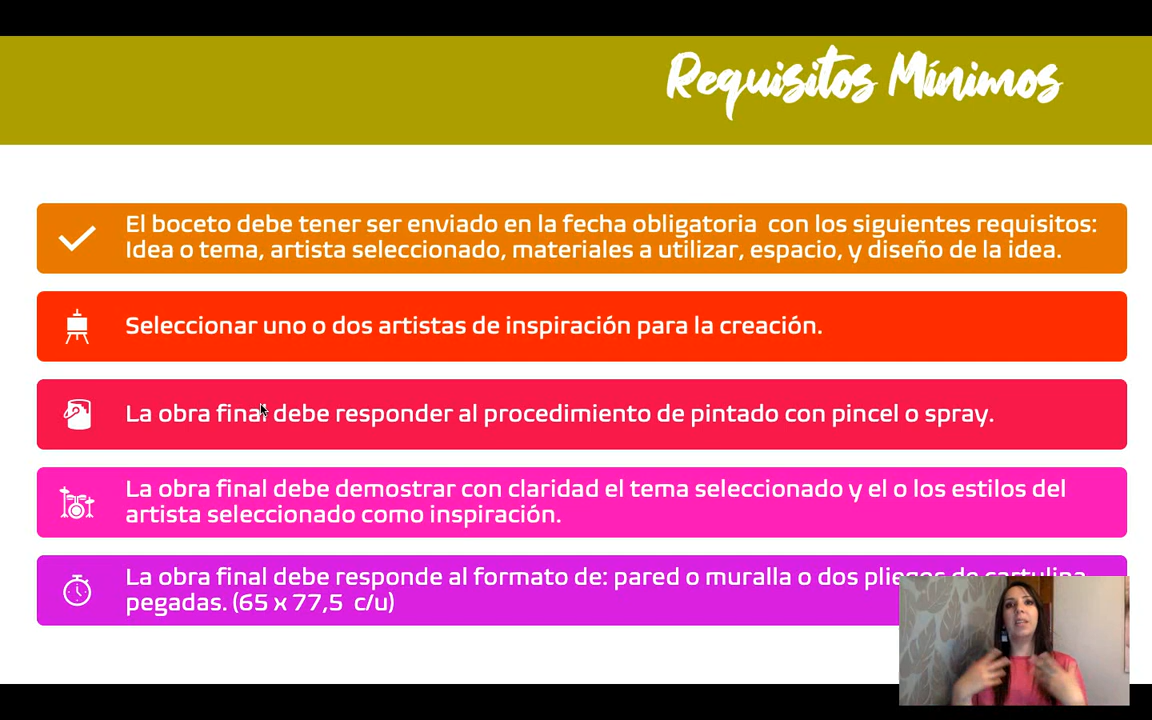 Requisitos Mínimos
El boceto debe tener ser enviado en la fecha obligatoria con los siguientes requisitos:
Idea o tema, artista seleccionado, materiales a utilizar, espacio, y diseño de la idea.
Seleccionar uno o dos artistas de inspiración para la creación.
La obra final debe responder al procedimiento de pintado con pincel o spray.
La obra final debe demostrar con claridad el tema seleccionado y el o los estilos del
artista seleccionado como inspiración.
La obra final debe responde al formato de: pared o muralla o dos pliegos de cartulina
pegadas. (65 x 77,5 c/u)